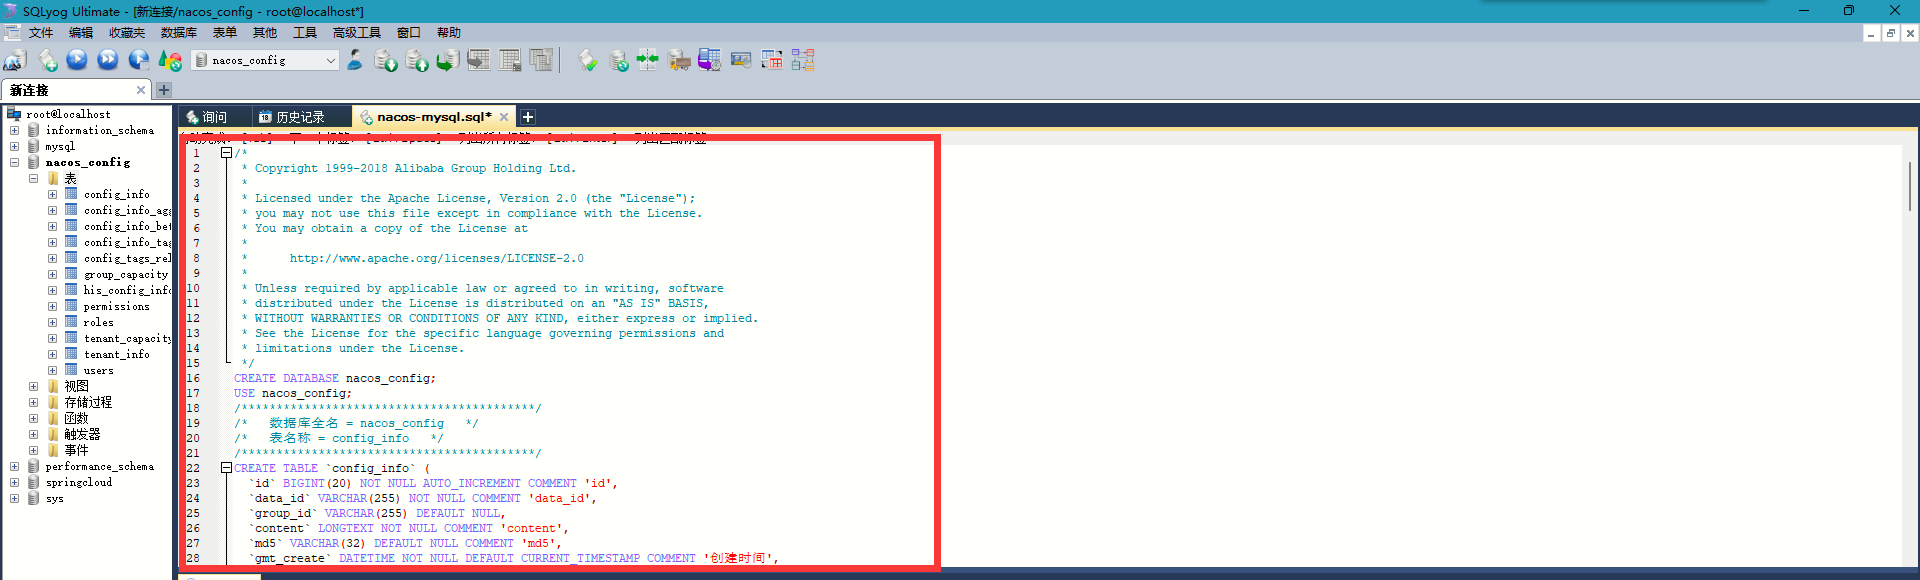 SQLyog Ultimate - [新连接/nacos_config - root@localhost*]
文件 编辑 收藏夹 数据库 表单 其他 工具 高级工具 窗口 帮助
nacos_config
新连接
root@localhost
information_schema
mysql
nacos_config
表
config_info
config_info_agg
config_info_bet
config_info_tag
config_tags_rel
group_capacity
his_config_info
permissions
roles
tenant_capacity
tenant_info
users
视图
存储过程
函数
触发器
事件
performance_schema
springcloud
sys
询问 历史记录 nacos-mysql.sql*
1 /*
2 * Copyright 1999-2018 Alibaba Group Holding Ltd.
3 *
4 * Licensed under the Apache License, Version 2.0 (the "License");
5 * you may not use this file except in compliance with the License.
6 * You may obtain a copy of the License at
7 *
8 * http://www.apache.org/licenses/LICENSE-2.0
9 *
10 * Unless required by applicable law or agreed to in writing, software
11 * distributed under the License is distributed on an "AS IS" BASIS,
12 * WITHOUT WARRANTIES OR CONDITIONS OF ANY KIND, either express or implied.
13 * See the License for the specific language governing permissions and
14 * limitations under the License.
15 */
16 CREATE DATABASE nacos_config;
17 USE nacos_config;
18 /******************************************/
19 /* 数据库全名 = nacos_config */
20 /* 表名称 = config_info */
21 /******************************************/
22 CREATE TABLE `config_info` (
23 `id` BIGINT(20) NOT NULL AUTO_INCREMENT COMMENT 'id',
24 `data_id` VARCHAR(255) NOT NULL COMMENT 'data_id',
25 `group_id` VARCHAR(255) DEFAULT NULL,
26 `content` LONGTEXT NOT NULL COMMENT 'content',
27 `md5` VARCHAR(32) DEFAULT NULL COMMENT 'md5',
28 `gmt_create` DATETIME NOT NULL DEFAULT CURRENT_TIMESTAMP COMMENT '创建时间',